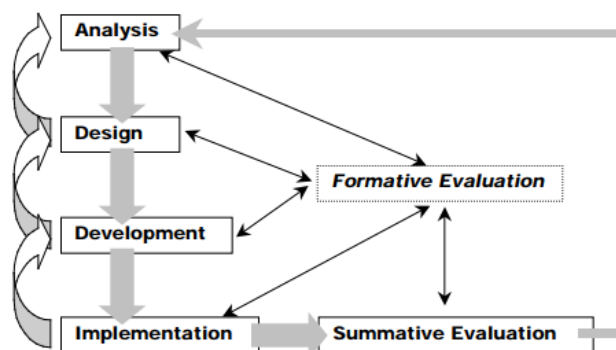 Analysis
Design
Formative Evaluation
Development
Implementation
Summative Evaluation